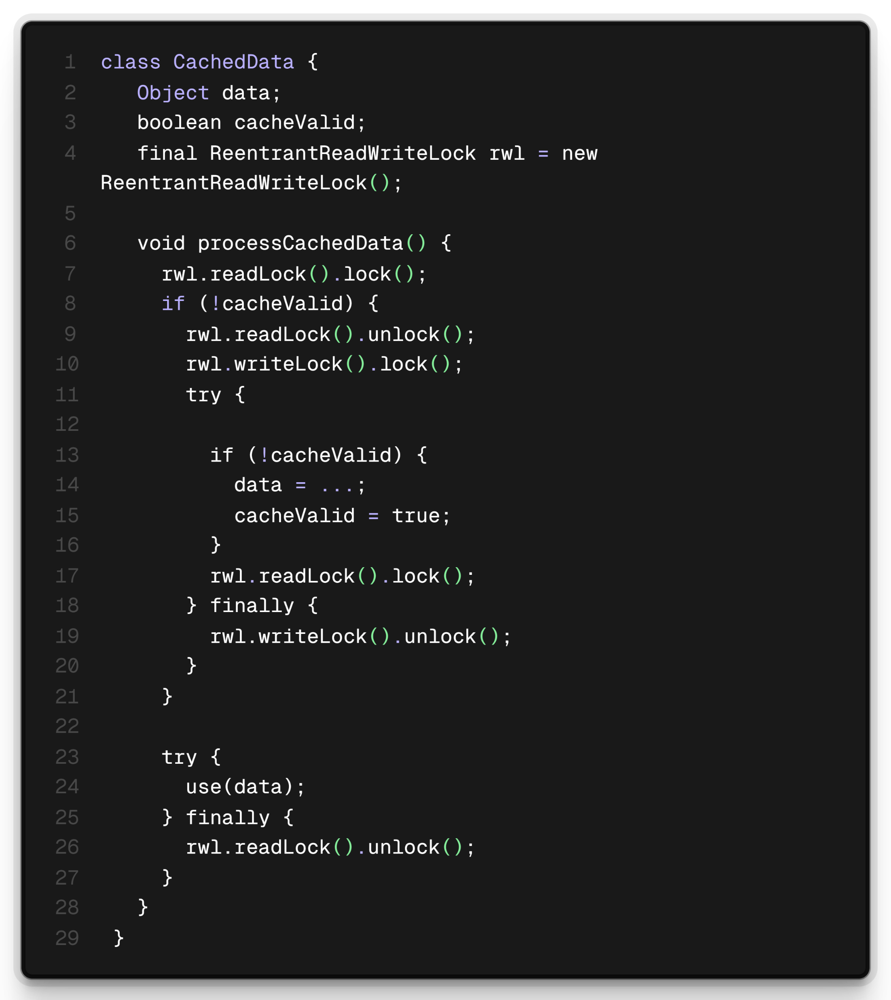 1 class CachedData {
2 Object data;
3 boolean cacheValid;
4 final ReentrantReadWriteLock rwl = new
ReentrantReadWriteLock();
5
6 void processCachedData() {
7 rwl.readLock().lock();
8 if (!cacheValid) {
9 rwl.readLock().unlock();
10 rwl.writeLock().lock();
11 try {
12
13 if (!cacheValid) {
14 data = ...;
15 cacheValid = true;
16 }
17 rwl.readLock().lock();
18 } finally {
19 rwl.writeLock().unlock();
20 }
21 }
22
23 try {
24 use(data);
25 } finally {
26 rwl.readLock().unlock();
27 }
28 }
29 }